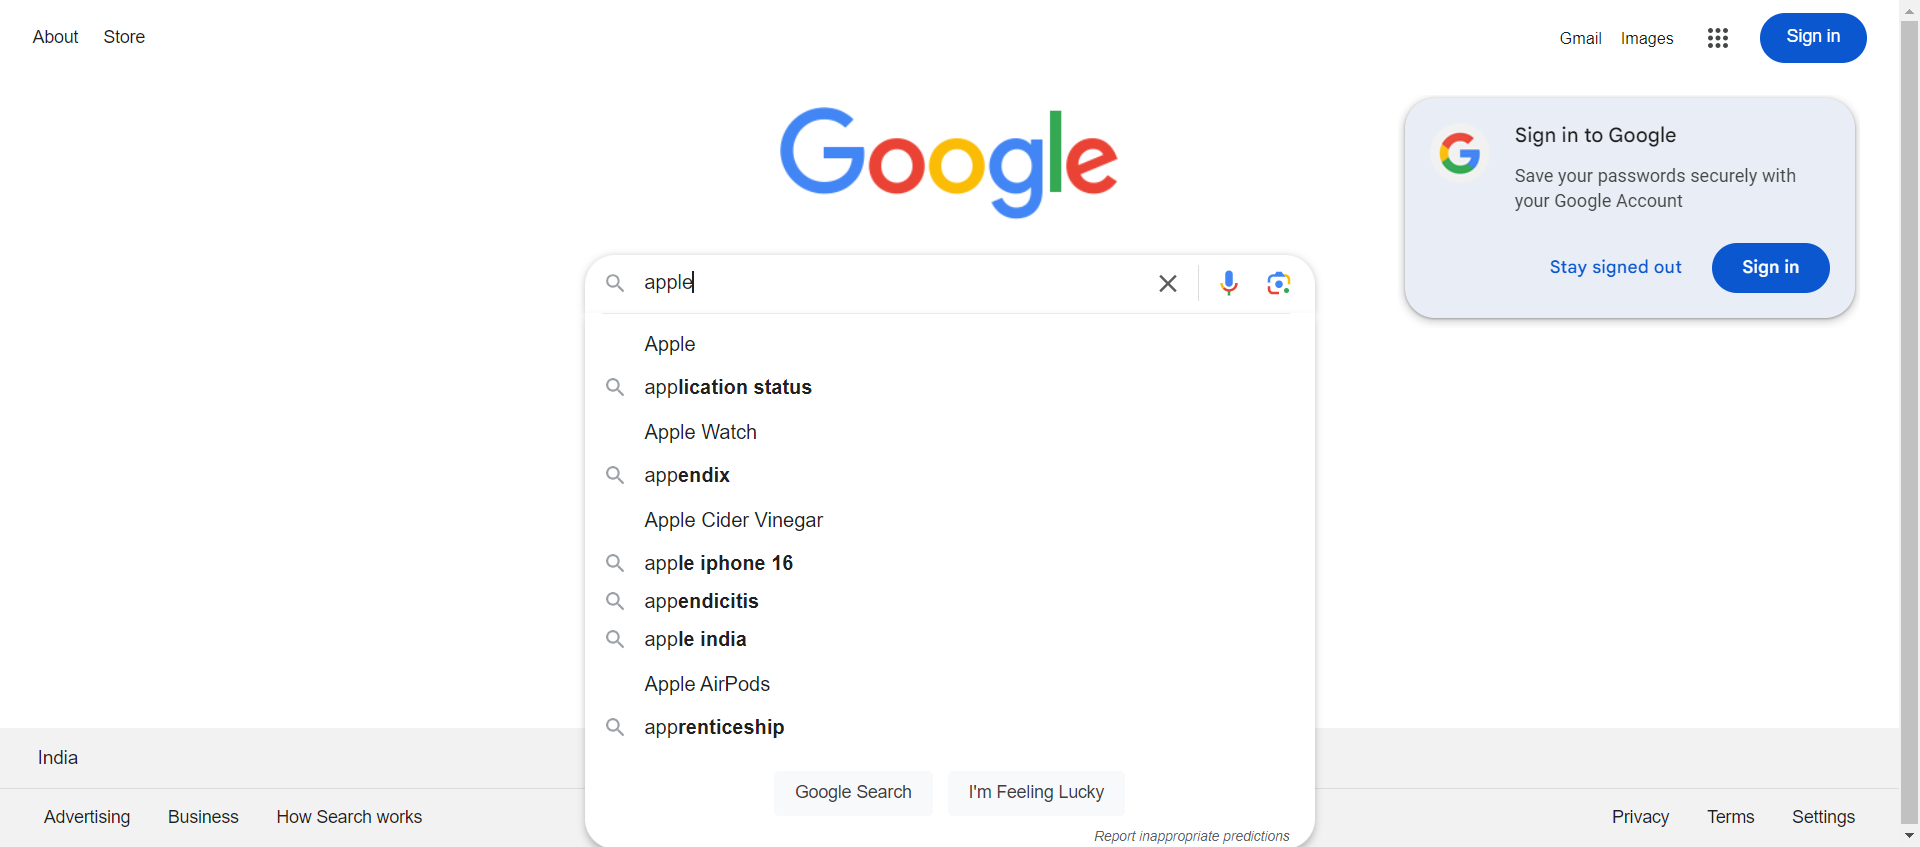 About Store
Gmail Images Sign in
Google
Sign in to Google
Save your passwords securely with
your Google Account
Stay signed out Sign in
apple
Apple
application status
Apple Watch
appendix
Apple Cider Vinegar
apple iphone 16
appendicitis
apple india
Apple AirPods
apprenticeship
Google Search I'm Feeling Lucky
Report inappropriate predictions
India
Advertising Business How Search works
Privacy Terms Settings